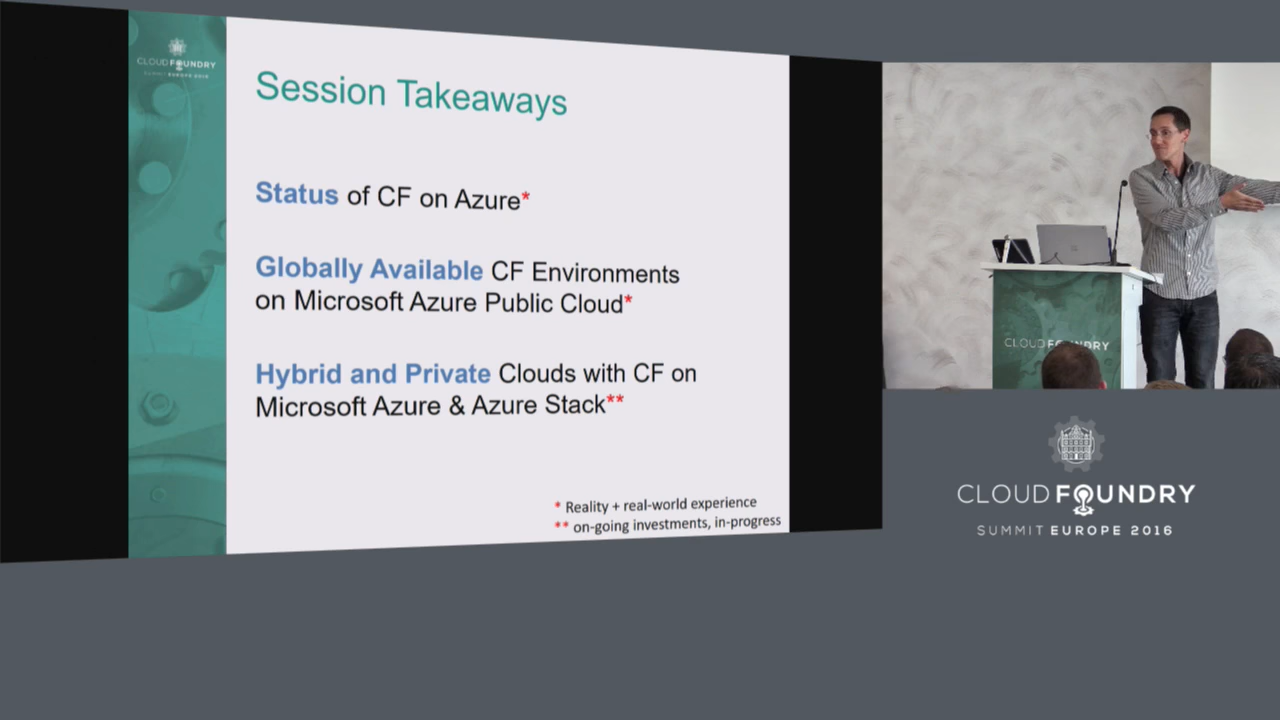 CLOUD FOUNDRY
SUMMIT EUROPE 2016
Session Takeaways
Status of CF on Azure*
Globally Available CF Environments
on Microsoft Azure Public Cloud*
Hybrid and Private Clouds with CF on
Microsoft Azure & Azure Stack**
* Reality + real-world experience
** on-going investments, in-progress
CLOUD FOUNDRY
CLOUD FOUNDRY
SUMMIT EUROPE 2016